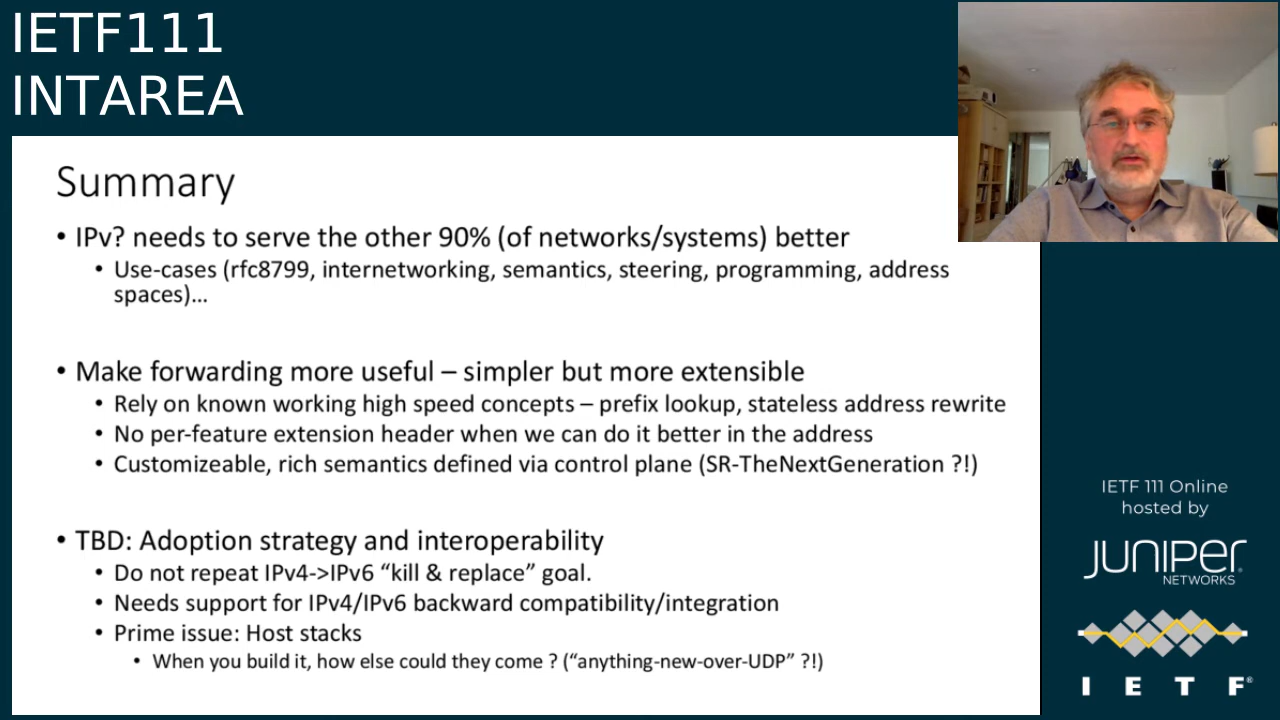 IETF111
INTAREA
Summary
• IPv? needs to serve the other 90% (of networks/systems) better
• Use-cases (rfc8799, internetworking, semantics, steering, programming, address
spaces)…
• Make forwarding more useful – simpler but more extensible
• Rely on known working high speed concepts – prefix lookup, stateless address rewrite
• No per-feature extension header when we can do it better in the address
• Customizeable, rich semantics defined via control plane (SR-TheNextGeneration ?!)
• TBD: Adoption strategy and interoperability
• Do not repeat IPv4->IPv6 “kill & replace” goal.
• Needs support for IPv4/IPv6 backward compatibility/integration
• Prime issue: Host stacks
• When you build it, how else could they come ? (“anything-new-over-UDP” ?!)
IETF 111 Online
hosted by
JUNIPER
NETWORKS
I E T F®